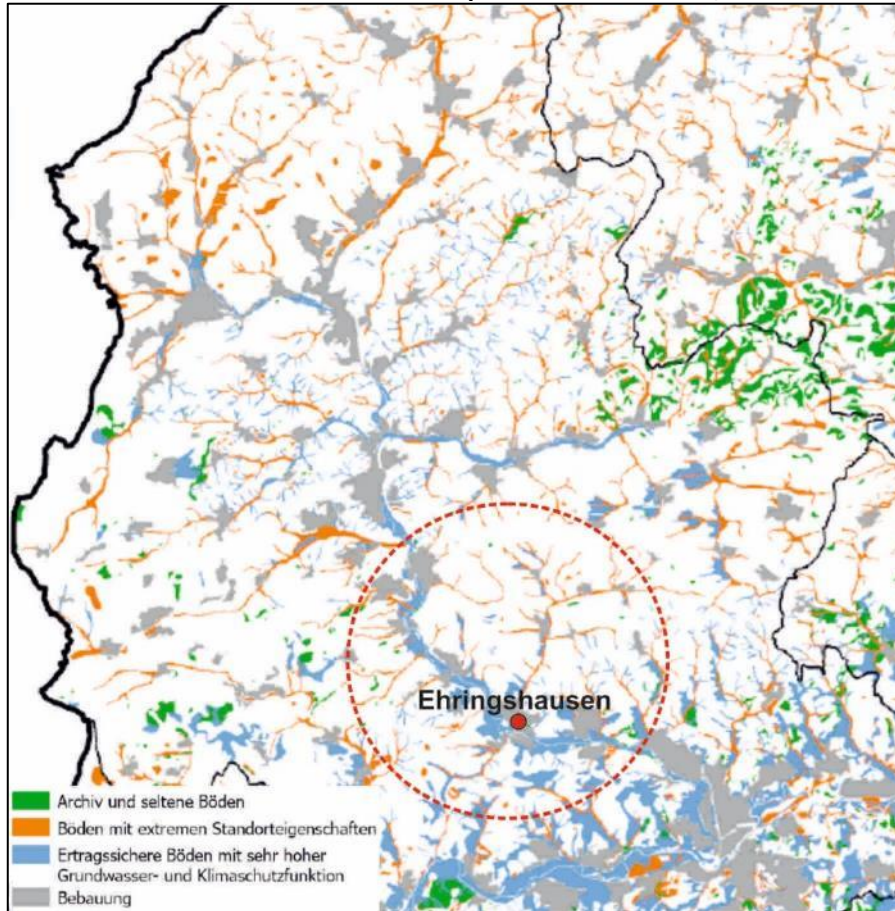 Ehringshausen
Archiv und seltene Böden
Böden mit extremen Standorteigenschaften
Ertragssichere Böden mit sehr hoher
Grundwasser- und Klimaschutzfunktion
Bebauung